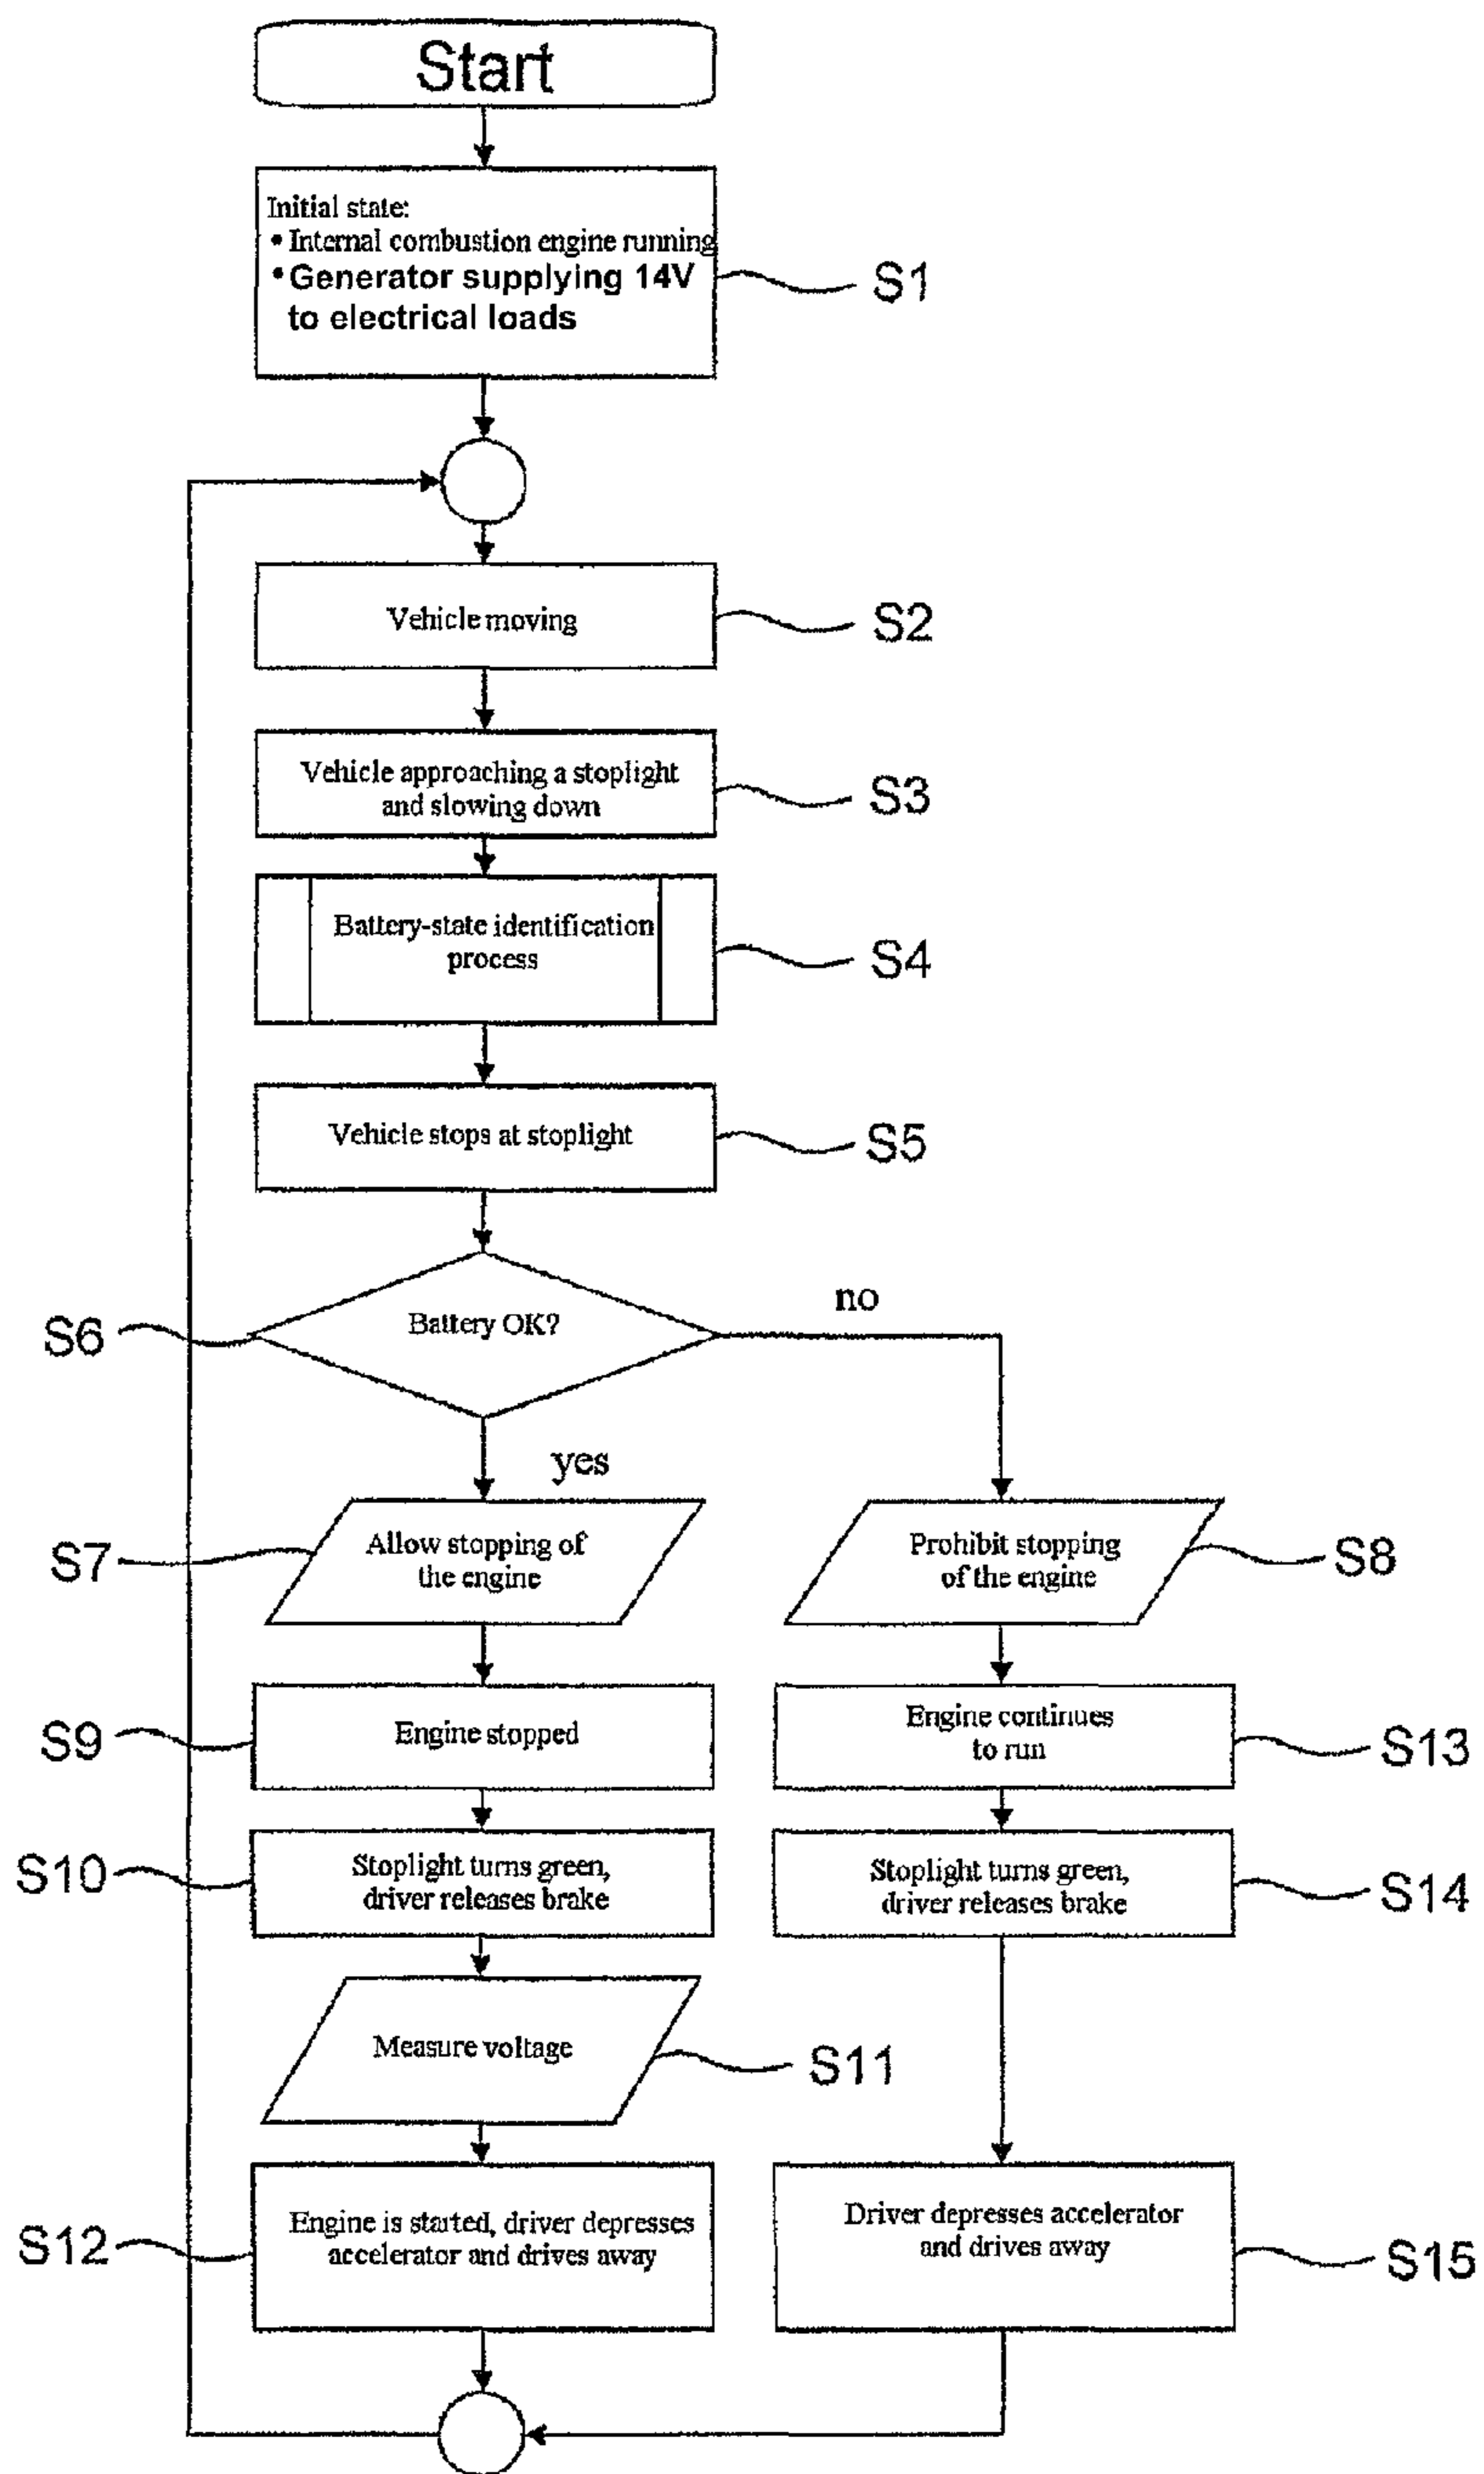 Start
Initial state:
• Internal combustion engine running
• Generator supplying 14V
to electrical loads
S1
Vehicle moving
S2
Vehicle approaching a stoplight
and slowing down
S3
Battery-state identification
process
S4
Vehicle stops at stoplight
S5
S6
Battery OK?
no
yes
S7
Allow stopping of
the engine
Prohibit stopping
of the engine
S8
S9
Engine stopped
Engine continues
to run
S13
S10
Stoplight turns green,
driver releases brake
Stoplight turns green,
driver releases brake
S14
Measure voltage
S11
S12
Engine is started, driver depresses
accelerator and drives away
Driver depresses accelerator
and drives away
S15